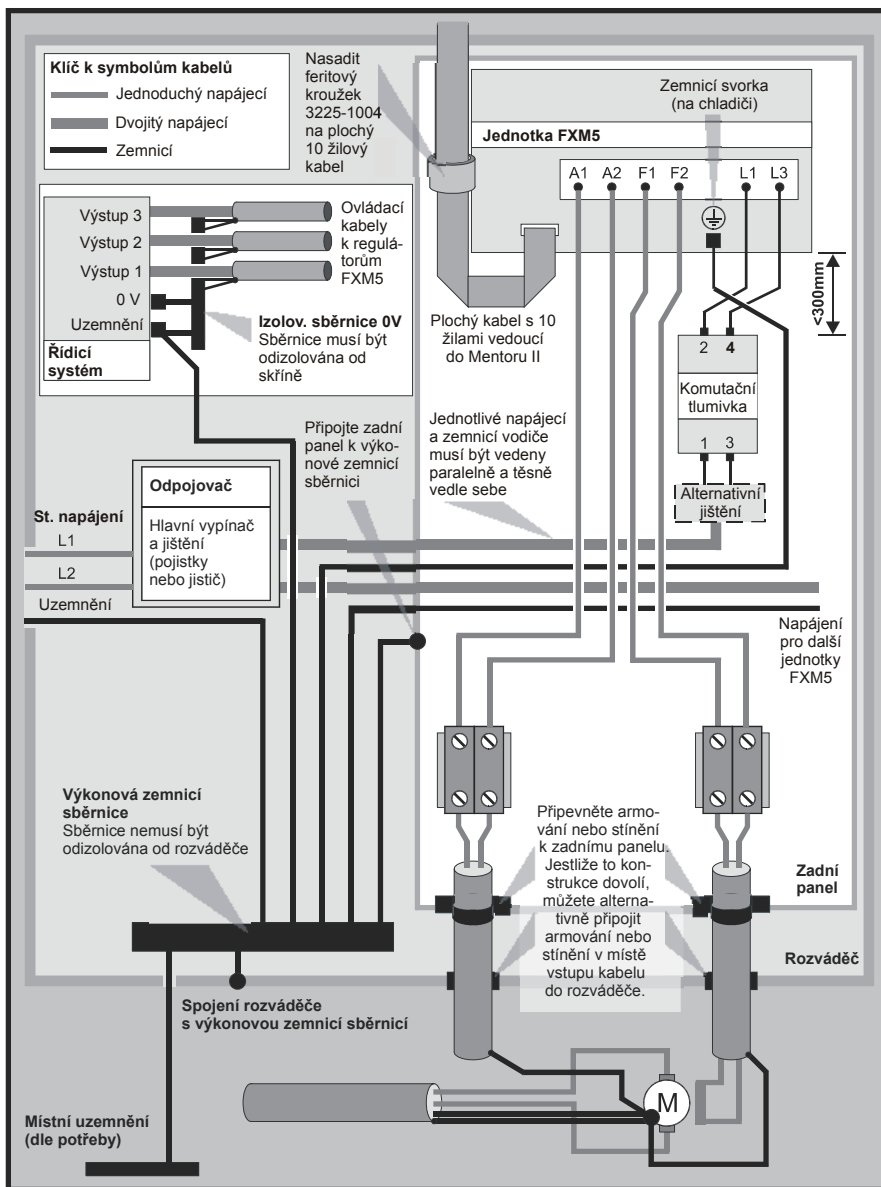 Klíč k symbolům kabelů
Jednoduchý napájecí
Dvojitý napájecí
Zemnicí
Nasadit
feritový
kroužek
3225-1004
na plochý
10 žilový
kabel
Zemnicí svorka
(na chladiči)
Jednotka FXM5
A1 A2 F1 F2 L1 L3
Výstup 3
Výstup 2
Výstup 1
0 V
Uzemnění
Řídicí
systém
Ovládací
kabely
k regulá-
torům
FXM5
Izolov. sběrnice 0V
Sběrnice musí být
odizolována od
skříně
Plochý kabel s 10
žilami vedoucí
do Mentoru II
<300mm
2 4
Komutační
tlumivka
1 3
Alternativní
jištění
Připojte zadní
panel k výko-
nové zemnicí
sběrnici
Jednotlivé napájecí
a zemnicí vodiče
musí být vedeny
paralelně a těsně
vedle sebe
Odpojovač
Hlavní vypínač
a jištění
(pojistky
nebo jistič)
St. napájení
L1
L2
Uzemnění
Napájení
pro další
jednotky
FXM5
Výkonová zemnicí
sběrnice
Sběrnice nemusí být
odizolována od rozváděče
Připevněte armo-
vání nebo stínění
k zadnímu panelu.
Jestliže to kon-
strukce dovolí,
můžete alterna-
tivně připojit
armování nebo
stínění v místě
vstupu kabelu
do rozváděče.
Zadní
panel
Rozváděč
Spojení rozváděče
s výkonovou zemnicí sběrnicí
M
Místní uzemnění
(dle potřeby)